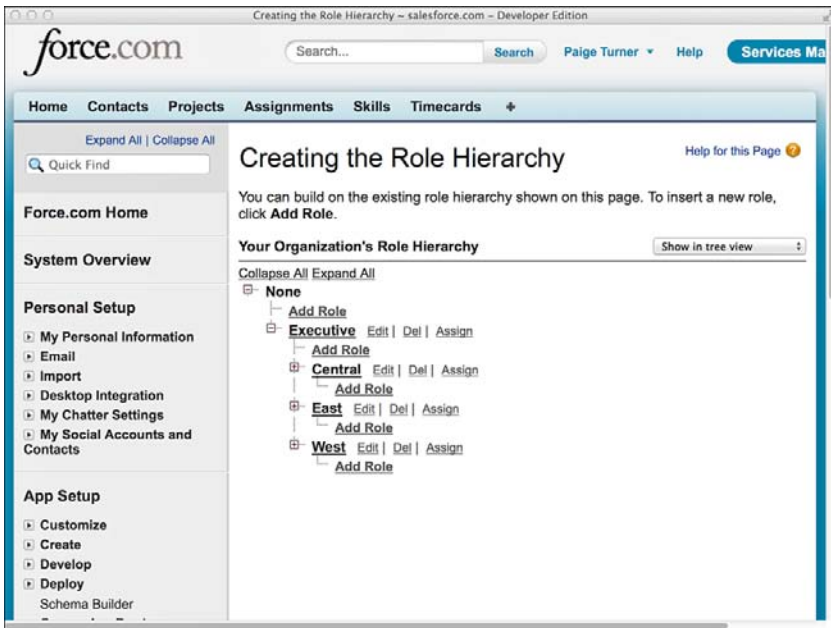 Creating the Role Hierarchy ~ salesforce.com – Developer Edition
force.com
Search...
Search
Paige Turner
Help
Services Ma
Home Contacts Projects Assignments Skills Timecards +
Expand All | Collapse All
Quick Find
Force.com Home
System Overview
Personal Setup
My Personal Information
Email
Import
Desktop Integration
My Chatter Settings
My Social Accounts and
Contacts
App Setup
Customize
Create
Develop
Deploy
Schema Builder
Creating the Role Hierarchy
Help for this Page ?
You can build on the existing role hierarchy shown on this page. To insert a new role,
click Add Role.
Your Organization's Role Hierarchy
Show in tree view
Collapse All Expand All
None
Add Role
Executive Edit | Del | Assign
Add Role
Central Edit | Del | Assign
Add Role
East Edit | Del | Assign
Add Role
West Edit | Del | Assign
Add Role